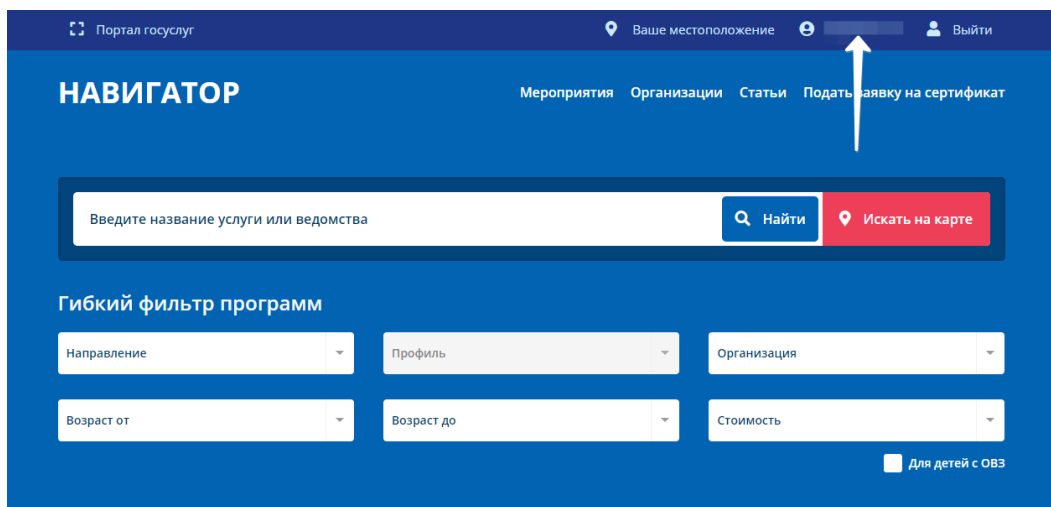 Портал госуслуг Ваше местоположение Выйти
НАВИГАТОР Мероприятия Организации Статьи Подать заявку на сертификат
Введите название услуги или ведомства Найти Искать на карте
Гибкий фильтр программ
Направление Профиль Организация
Возраст от Возраст до Стоимость
Для детей с ОВЗ